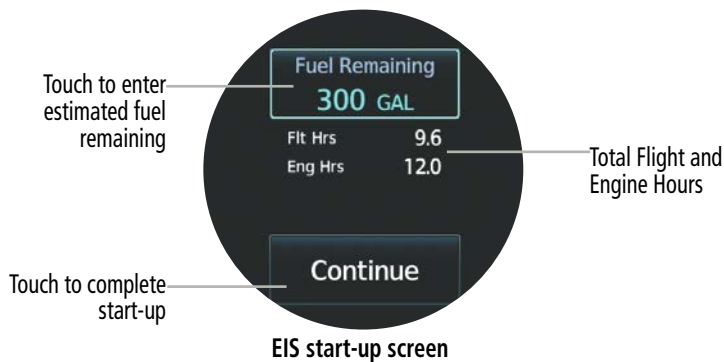 Touch to enter
estimated fuel
remaining
Fuel Remaining
300 GAL
Flt Hrs 9.6
Eng Hrs 12.0
Total Flight and
Engine Hours
Continue
Touch to complete
start-up
EIS start-up screen